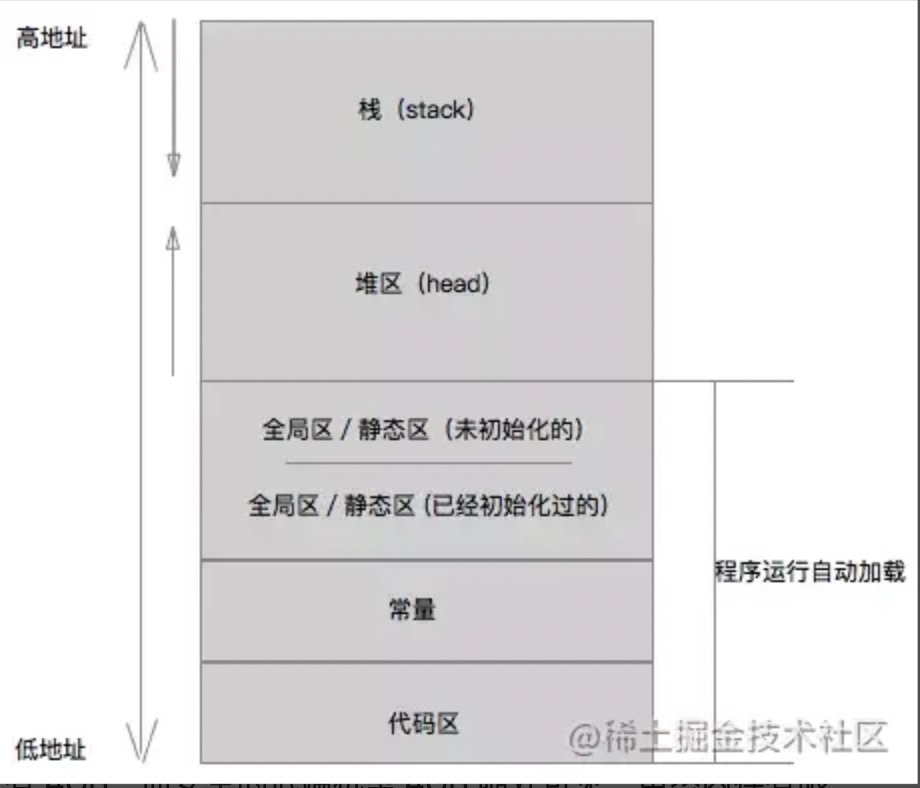 高地址
栈（stack）
堆区（head）
全局区 / 静态区（未初始化的）
全局区 / 静态区 (已经初始化过的)
程序运行自动加载
常量
代码区
低地址
@稀土掘金技术社区